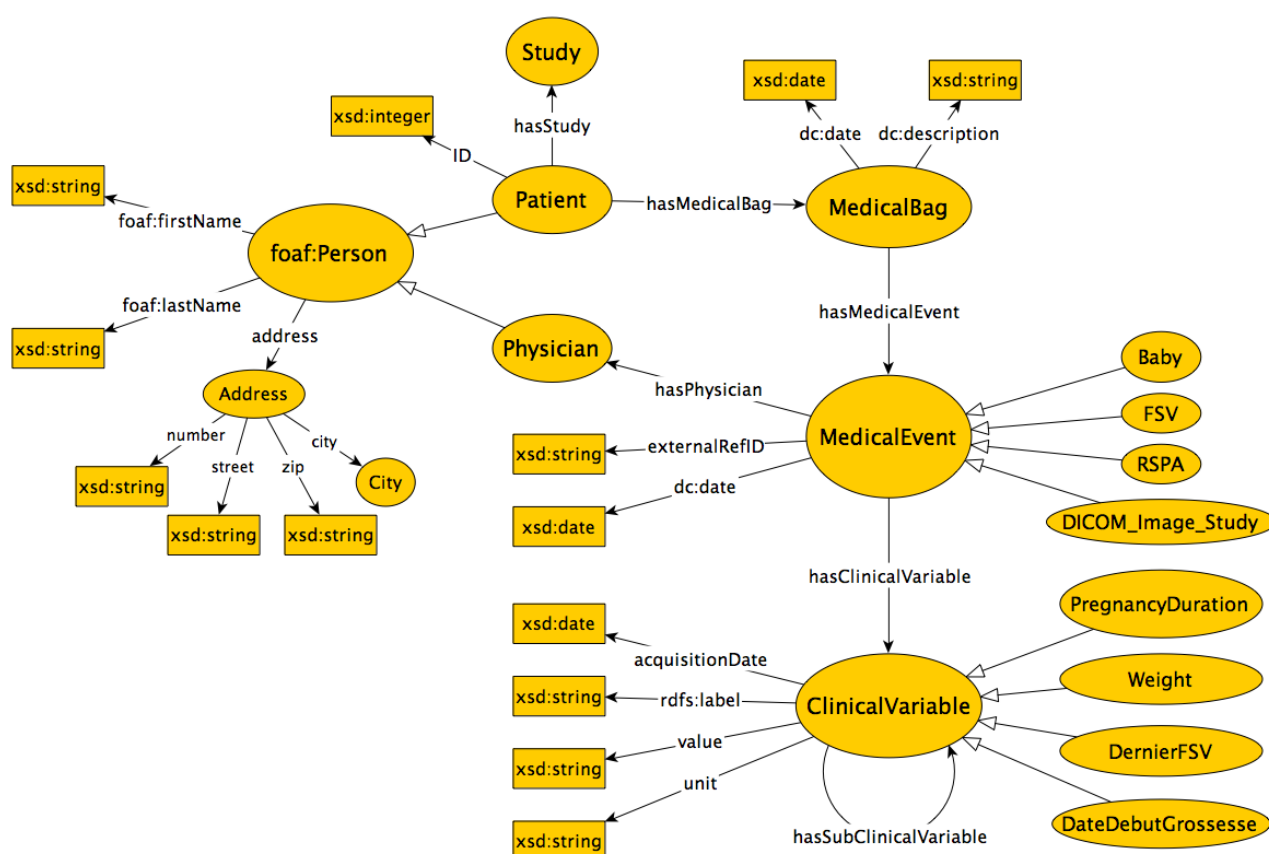 Study
xsd:date
xsd:string
xsd:integer
hasStudy
dc:date
dc:description
ID
xsd:string
Patient
hasMedicalBag
MedicalBag
foaf:firstName
foaf:Person
foaf:lastName
hasMedicalEvent
address
xsd:string
Physician
Baby
hasPhysician
Address
FSV
number
city
externalRefID
MedicalEvent
xsd:string
street
zip
RSPA
xsd:string
City
dc:date
xsd:string
xsd:string
xsd:date
DICOM_Image_Study
hasClinicalVariable
PregnancyDuration
xsd:date
acquisitionDate
Weight
xsd:string
rdfs:label
ClinicalVariable
value
DernierFSV
xsd:string
unit
DateDebutGrossesse
xsd:string
hasSubClinicalVariable